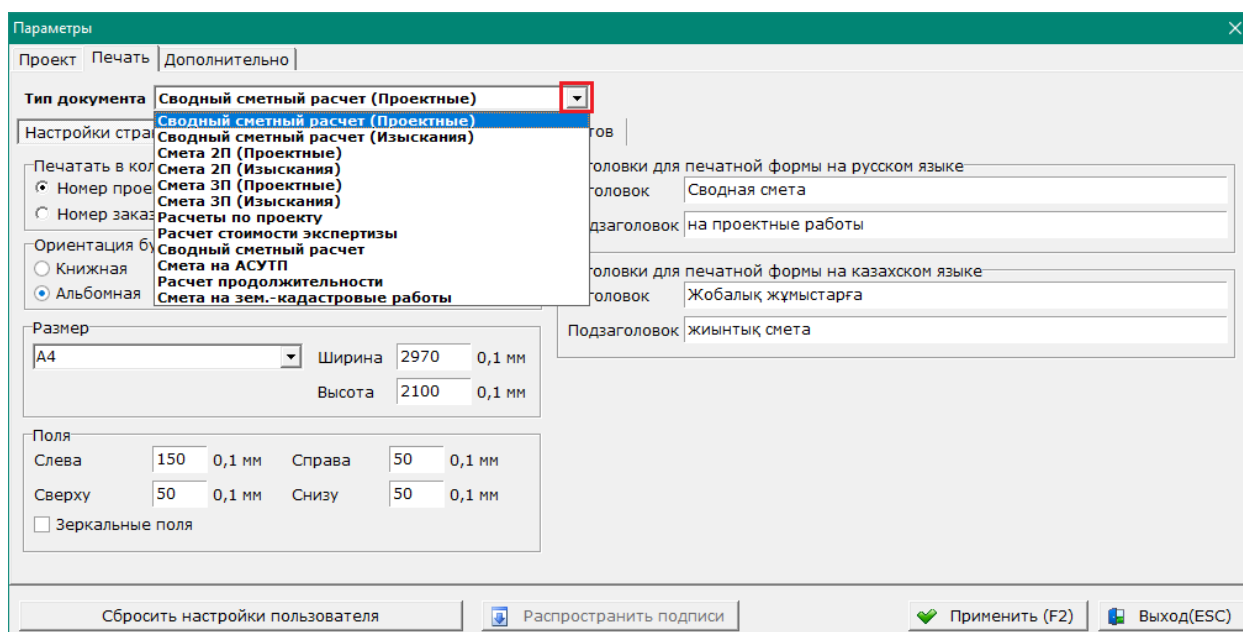 Параметры
Проект Печать Дополнительно
Тип документа Сводный сметный расчет (Проектные)
Сводный сметный расчет (Проектные)
Сводный сметный расчет (Изыскания)
Смета 2П (Проектные)
Смета 2П (Изыскания)
Смета 3П (Проектные)
Смета 3П (Изыскания)
Расчеты по проекту
Расчет стоимости экспертизы
Сводный сметный расчет
Смета на АСУТП
Расчет продолжительности
Смета на зем.-кадастровые работы
Настройки стра
тов
Печатать в кол
Номер прое
Номер заказ
Ориентация бу
Книжная
Альбомная
оловки для печатной формы на русском языке
головок Сводная смета
дзаголовок на проектные работы
оловки для печатной формы на казахском языке
оловок Жобалық жұмыстарға
Подзаголовок жиынтық смета
Размер
A4 Ширина 2970 0,1 мм
Высота 2100 0,1 мм
Поля
Слева 150 0,1 мм Справа 50 0,1 мм
Сверху 50 0,1 мм Снизу 50 0,1 мм
Зеркальные поля
Сбросить настройки пользователя Распространить подписи Применить (F2) Выход(ESC)